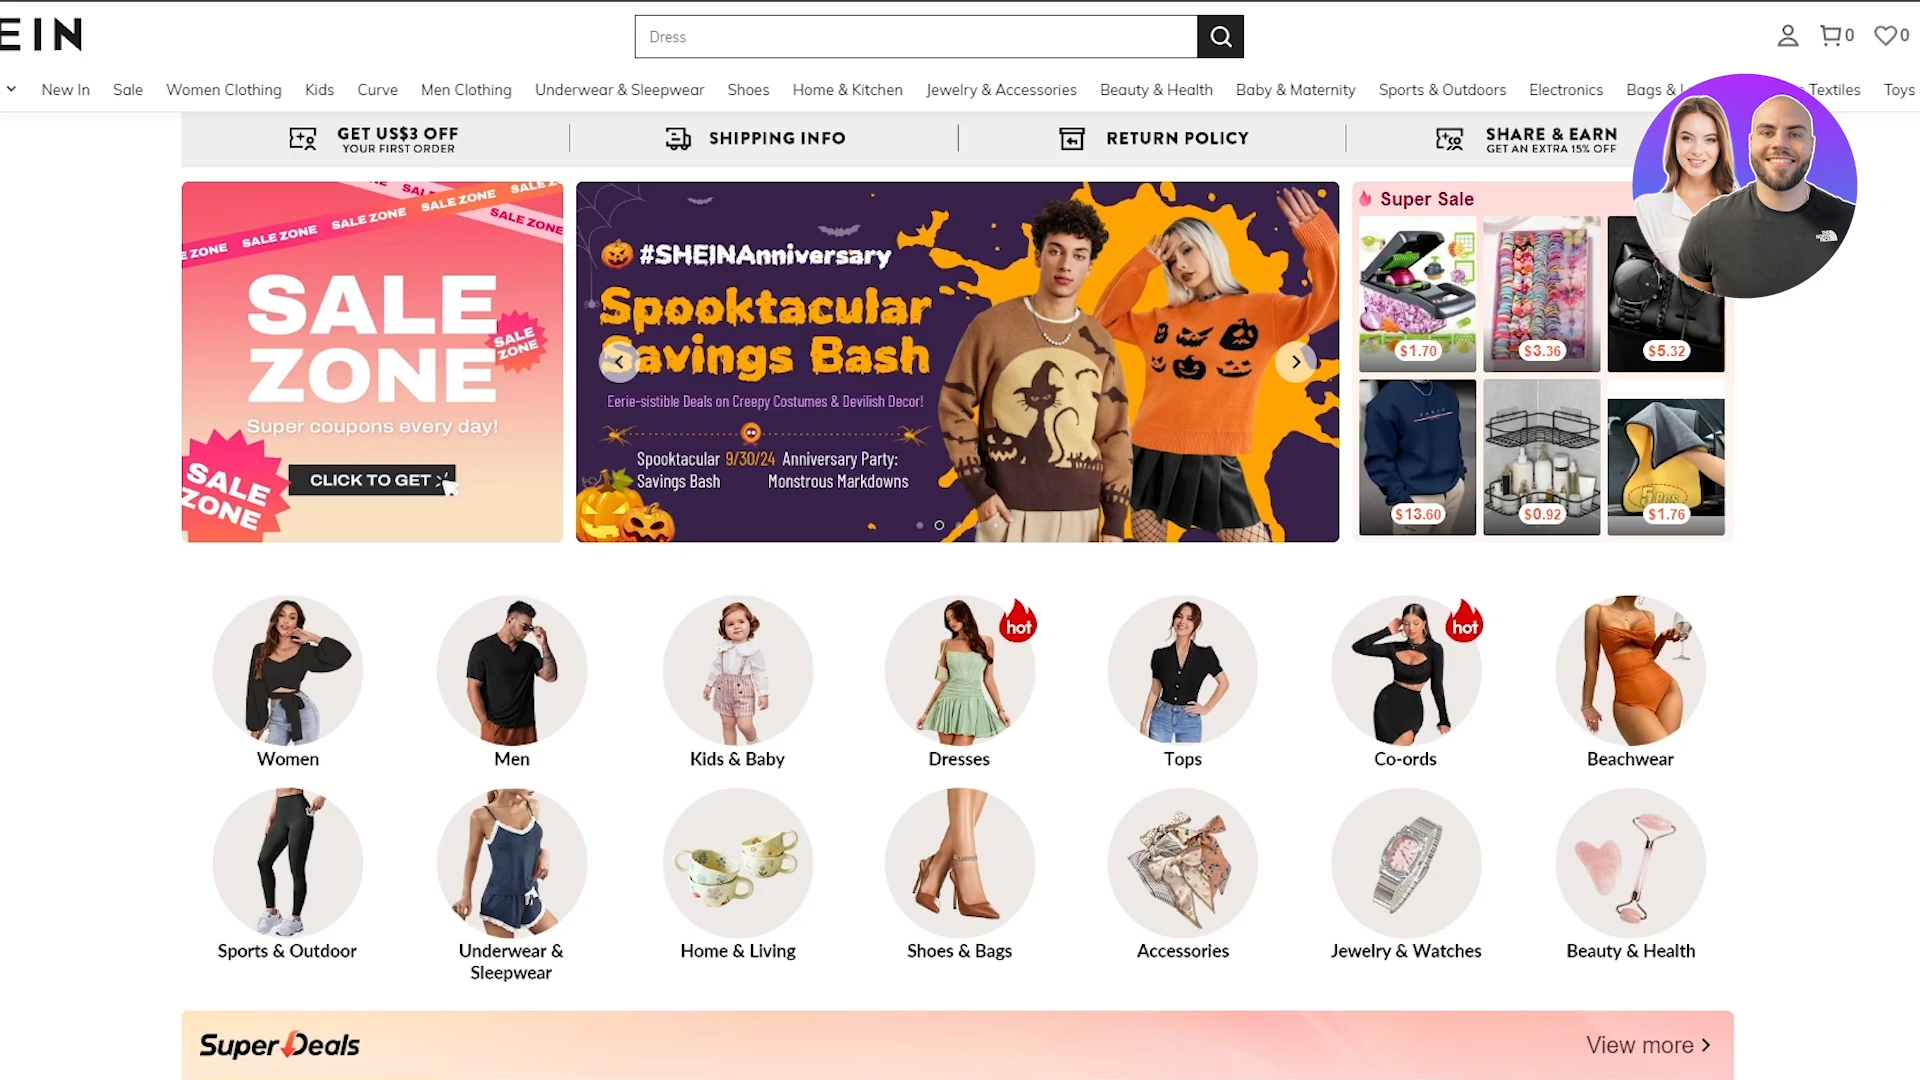 EIN
Dress
0
0
New In
Sale
Women Clothing
Kids
Curve
Men Clothing
Underwear & Sleepwear
Shoes
Home & Kitchen
Jewelry & Accessories
Beauty & Health
Baby & Maternity
Sports & Outdoors
Electronics
Bags & L
Textiles
Toys
GET US$3 OFF
YOUR FIRST ORDER
SHIPPING INFO
RETURN POLICY
SHARE & EARN
GET AN EXTRA 15% OFF
SALE ZONE SALE ZONE SALE ZONE
SALE ZONE
SALE
ZONE
SALE
ZONE
Super coupons every day!
SALE
ZONE
CLICK TO GET
#SHEINAnniversary
Spooktacular
Savings Bash
Eerie-sistible Deals on Creepy Costumes & Devilish Decor!
Spooktacular 9/30/24 Anniversary Party:
Savings Bash Monstrous Markdowns
Super Sale
$1.70
$3.36
$5.32
$13.60
$0.92
5 Pcs
$1.76
THE NORTH FACE
hot
hot
Women
Men
Kids & Baby
Dresses
Tops
Co-ords
Beachwear
Sports & Outdoor
Underwear &
Sleepwear
Home & Living
Shoes & Bags
Accessories
Jewelry & Watches
Beauty & Health
Super Deals
View more >